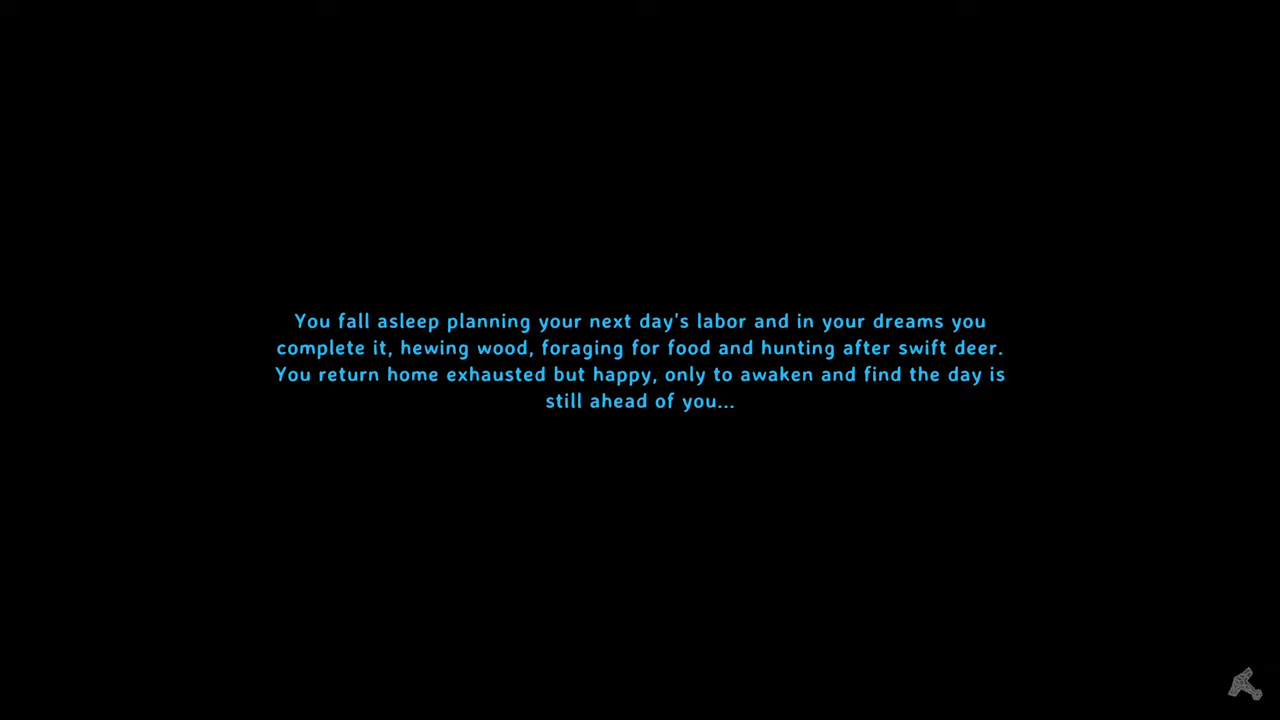 You fall asleep planning your next day's labor and in your dreams you
complete it, hewing wood, foraging for food and hunting after swift deer.
You return home exhausted but happy, only to awaken and find the day is
still ahead of you...